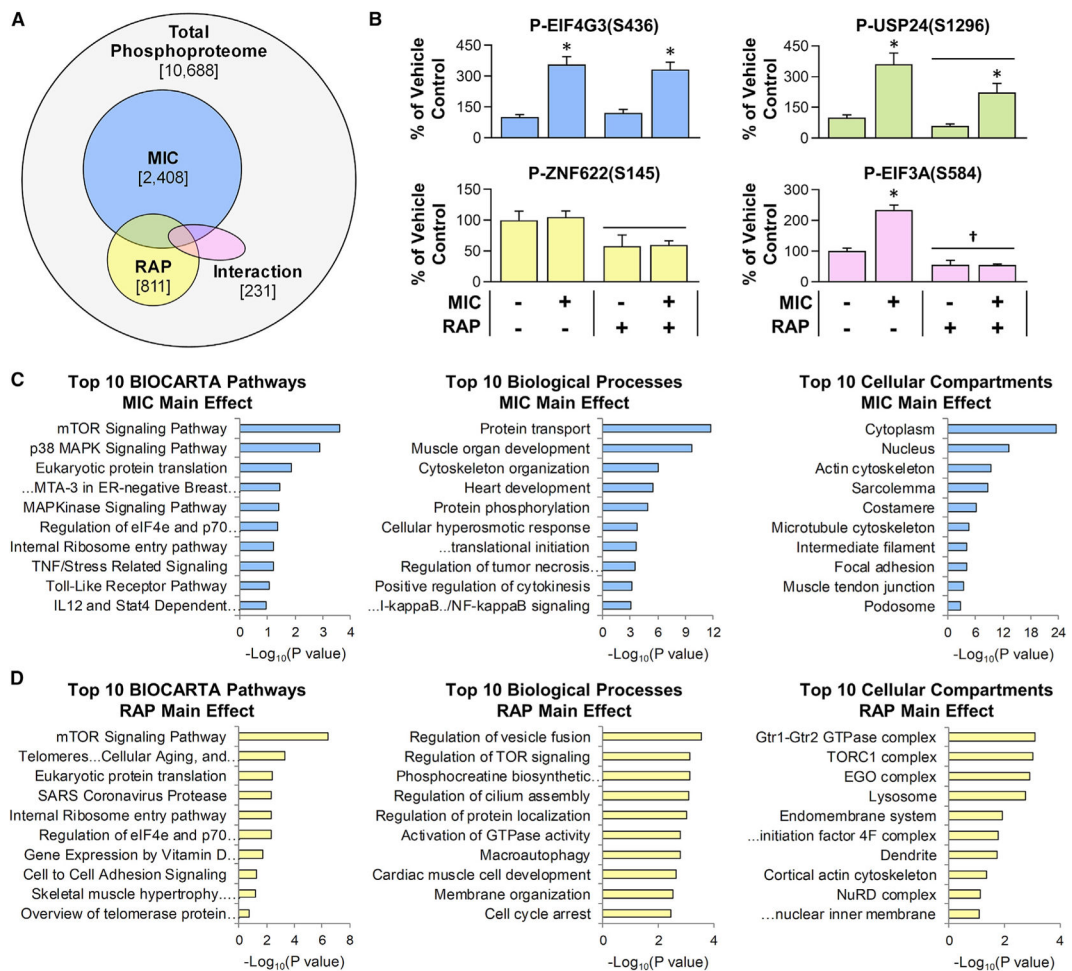 A
Total
Phosphoproteome
[10,688]
MIC
[2,408]
RAP
[811]
Interaction
[231]
B
P-EIF4G3(S436)
% of Vehicle
Control
450
300
150
0
*
*
P-USP24(S1296)
% of Vehicle
Control
450
300
150
0
*
*
P-ZNF622(S145)
% of Vehicle
Control
150
100
50
0
P-EIF3A(S584)
% of Vehicle
Control
300
200
100
0
*
†
MIC - + - + - + - +
RAP - - + + - - + +
C
Top 10 BIOCARTA Pathways
MIC Main Effect
mTOR Signaling Pathway
p38 MAPK Signaling Pathway
Eukaryotic protein translation
...MTA-3 in ER-negative Breast...
MAPKinase Signaling Pathway
Regulation of eIF4e and p70...
Internal Ribosome entry pathway
TNF/Stress Related Signaling
Toll-Like Receptor Pathway
IL12 and Stat4 Dependent...
0 1 2 3 4
-Log10(P value)
Top 10 Biological Processes
MIC Main Effect
Protein transport
Muscle organ development
Cytoskeleton organization
Heart development
Protein phosphorylation
Cellular hyperosmotic response
...translational initiation
Regulation of tumor necrosis...
Positive regulation of cytokinesis
...I-kappaB../NF-kappaB signaling
0 3 6 9 12
-Log10(P value)
Top 10 Cellular Compartments
MIC Main Effect
Cytoplasm
Nucleus
Actin cytoskeleton
Sarcolemma
Costamere
Microtubule cytoskeleton
Intermediate filament
Focal adhesion
Muscle tendon junction
Podosome
0 6 12 18 24
-Log10(P value)
D
Top 10 BIOCARTA Pathways
RAP Main Effect
mTOR Signaling Pathway
Telomeres...Cellular Aging, and...
Eukaryotic protein translation
SARS Coronavirus Protease
Internal Ribosome entry pathway
Regulation of eIF4e and p70...
Gene Expression by Vitamin D...
Cell to Cell Adhesion Signaling
Skeletal muscle hypertrophy....
Overview of telomerase protein...
0 2 4 6 8
-Log10(P value)
Top 10 Biological Processes
RAP Main Effect
Regulation of vesicle fusion
Regulation of TOR signaling
Phosphocreatine biosynthetic...
Regulation of cilium assembly
Regulation of protein localization
Activation of GTPase activity
Macroautophagy
Cardiac muscle cell development
Membrane organization
Cell cycle arrest
0 2 4
-Log10(P value)
Top 10 Cellular Compartments
RAP Main Effect
Gtr1-Gtr2 GTPase complex
TORC1 complex
EGO complex
Lysosome
Endomembrane system
...initiation factor 4F complex
Dendrite
Cortical actin cytoskeleton
NuRD complex
...nuclear inner membrane
0 2 4
-Log10(P value)